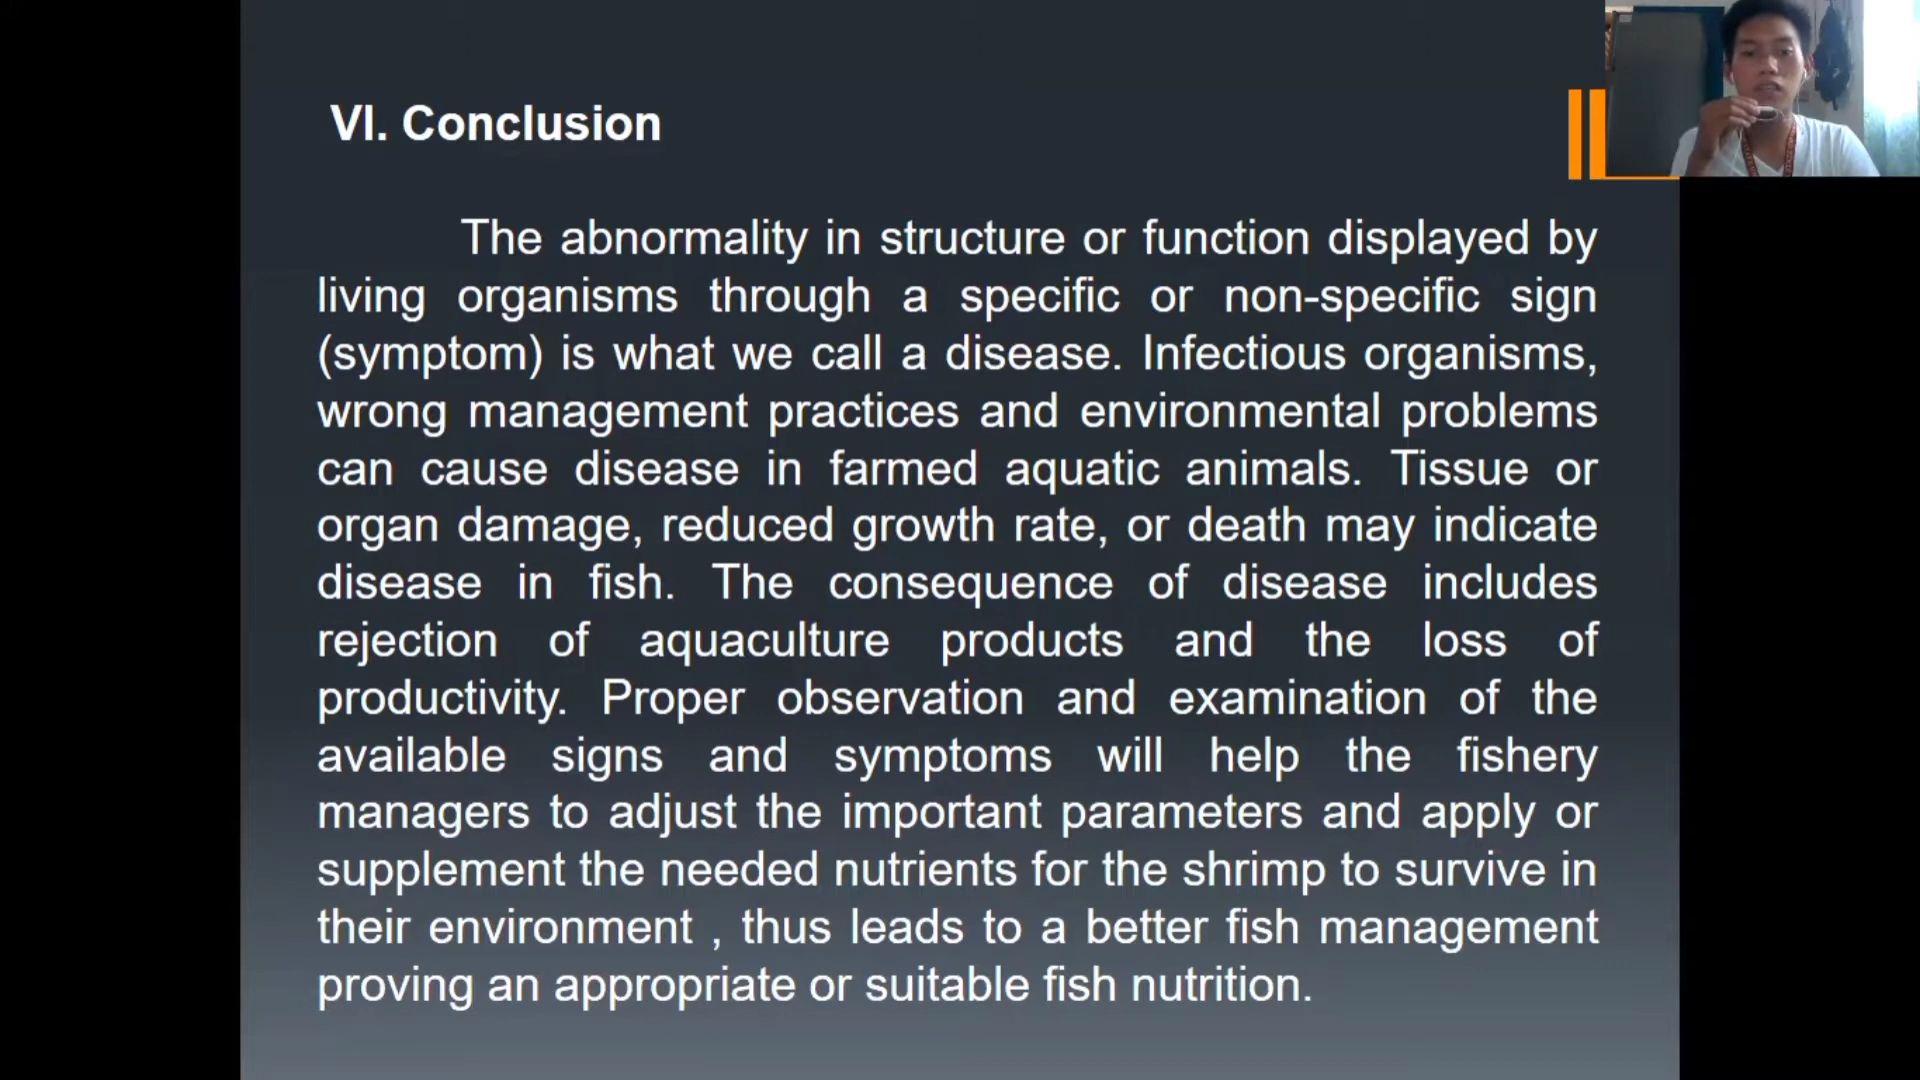 VI. Conclusion
The abnormality in structure or function displayed by
living organisms through a specific or non-specific sign
(symptom) is what we call a disease. Infectious organisms,
wrong management practices and environmental problems
can cause disease in farmed aquatic animals. Tissue or
organ damage, reduced growth rate, or death may indicate
disease in fish. The consequence of disease includes
rejection of aquaculture products and the loss of
productivity. Proper observation and examination of the
available signs and symptoms will help the fishery
managers to adjust the important parameters and apply or
supplement the needed nutrients for the shrimp to survive in
their environment , thus leads to a better fish management
proving an appropriate or suitable fish nutrition.